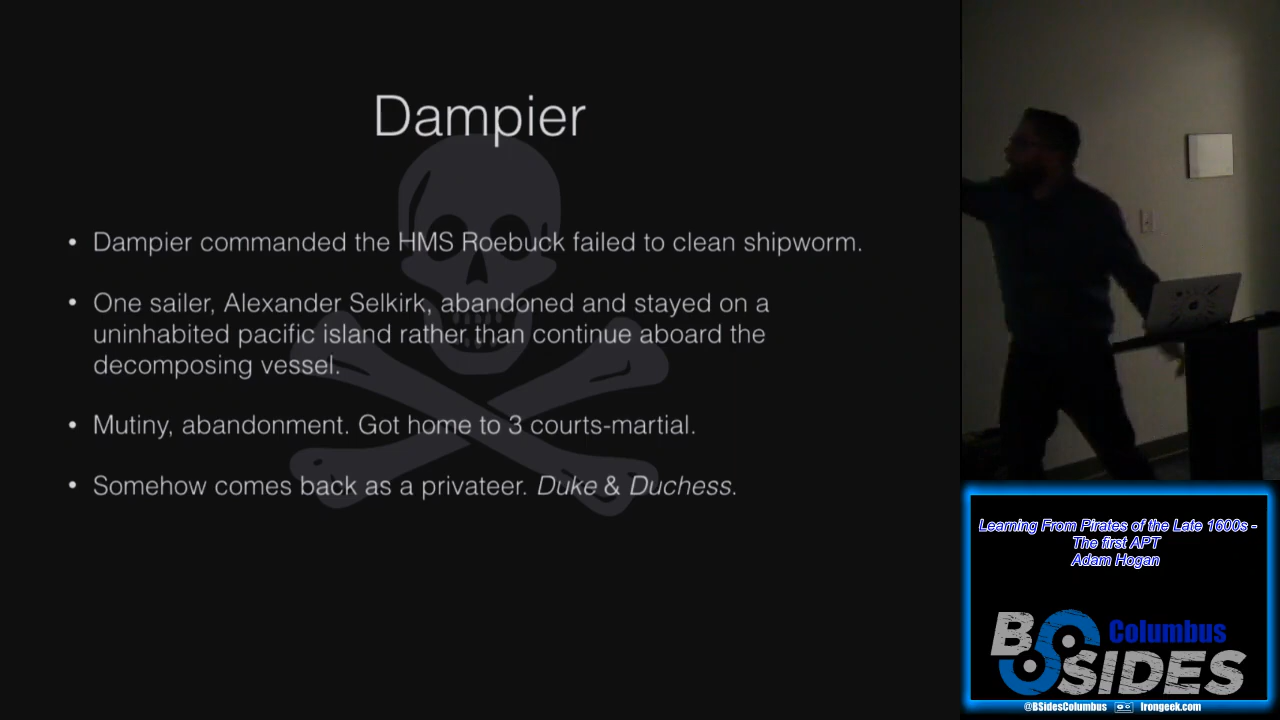 Dampier
• Dampier commanded the HMS Roebuck failed to clean shipworm.
• One sailer, Alexander Selkirk, abandoned and stayed on a
uninhabited pacific island rather than continue aboard the
decomposing vessel.
• Mutiny, abandonment. Got home to 3 courts-martial.
• Somehow comes back as a privateer. Duke & Duchess.
Learning From Pirates of the Late 1600s -
The first APT
Adam Hogan
BSIDES
Columbus
@BSidesColumbus Irongeek.com